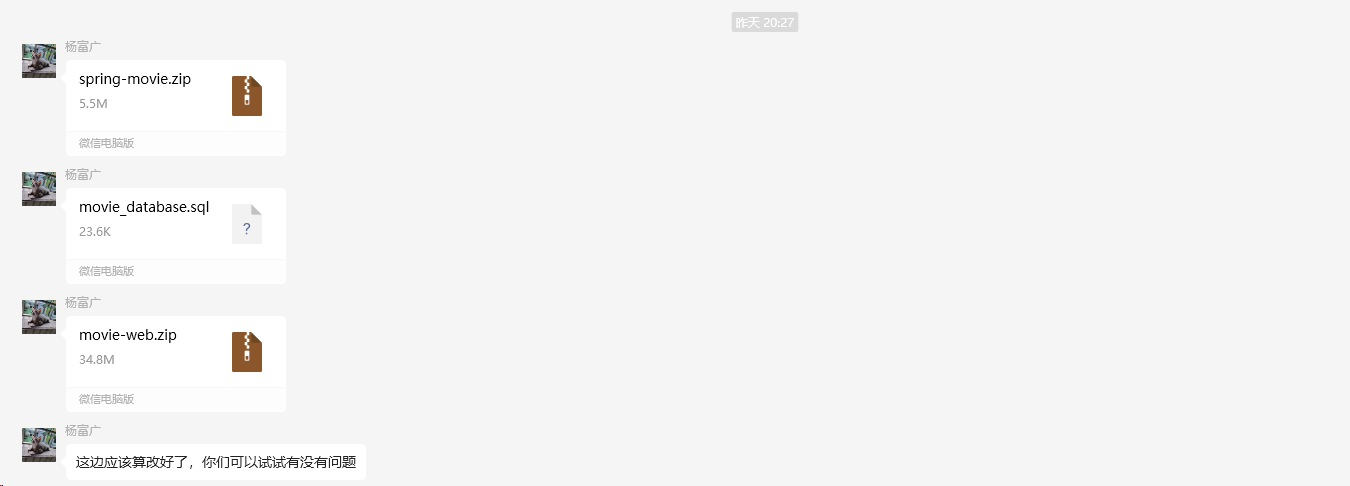 昨天 20:27
杨富广
spring-movie.zip
5.5M
微信电脑版
杨富广
movie_database.sql
23.6K
?
微信电脑版
杨富广
movie-web.zip
34.8M
微信电脑版
杨富广
这边应该算改好了，你们可以试试有没有问题